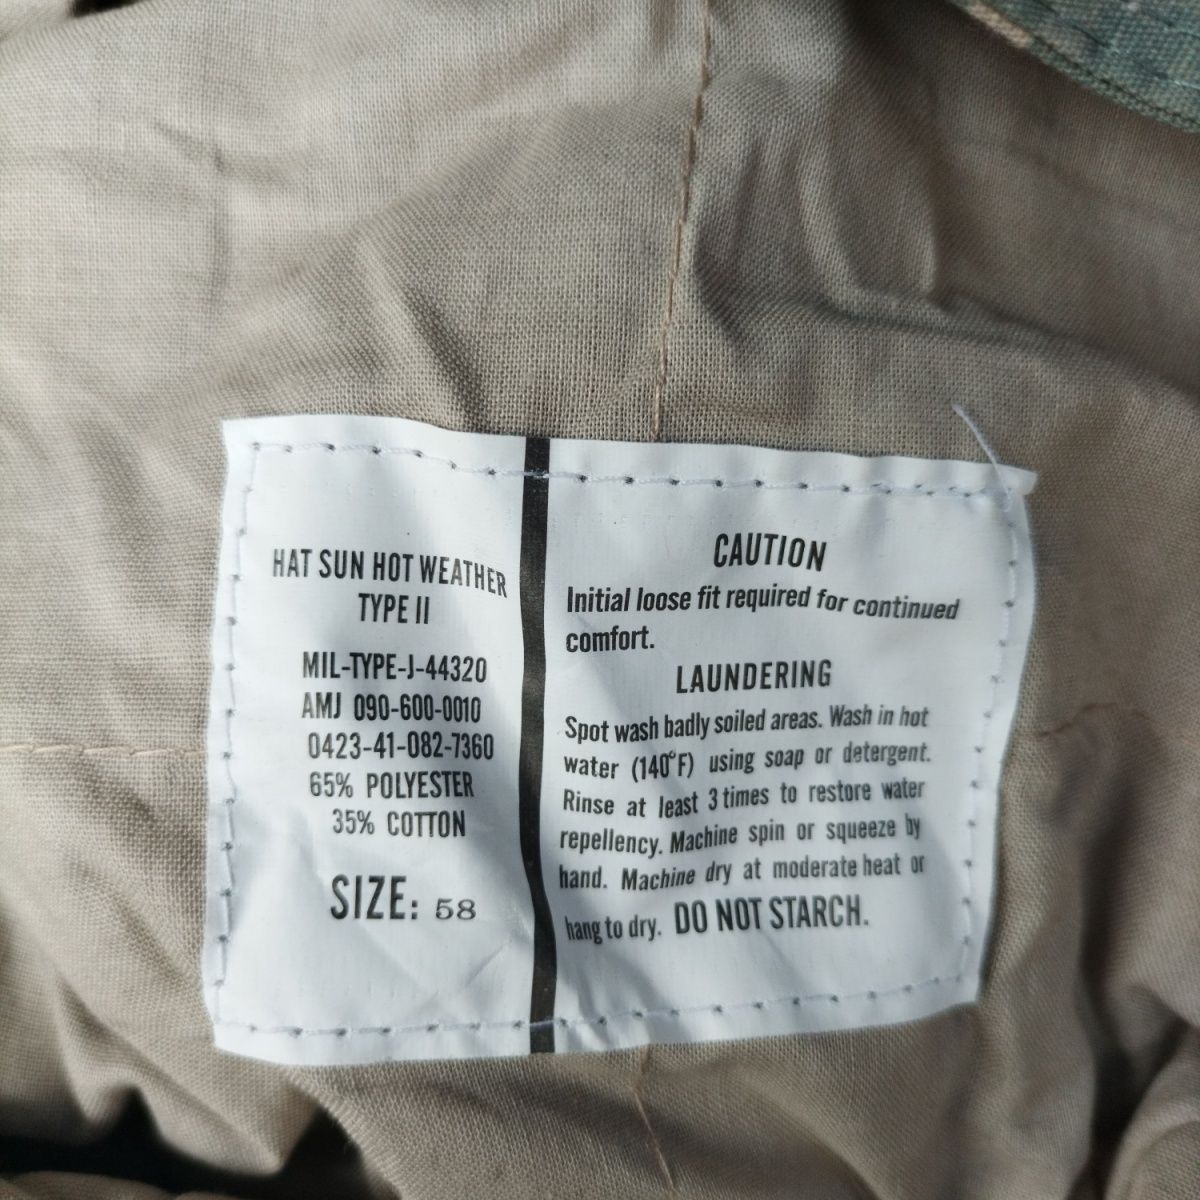 HAT SUN HOT WEATHER
TYPE II
MIL-TYPE-J-44320
AMJ 090-600-0010
0423-41-082-7360
65% POLYESTER
35% COTTON
SIZE: 58
CAUTION
Initial loose fit required for continued
comfort.
LAUNDERING
Spot wash badly soiled areas. Wash in hot
water (140°F) using soap or detergent.
Rinse at least 3 times to restore water
repellency. Machine spin or squeeze by
hand. Machine dry at moderate heat or
hang to dry. DO NOT STARCH.